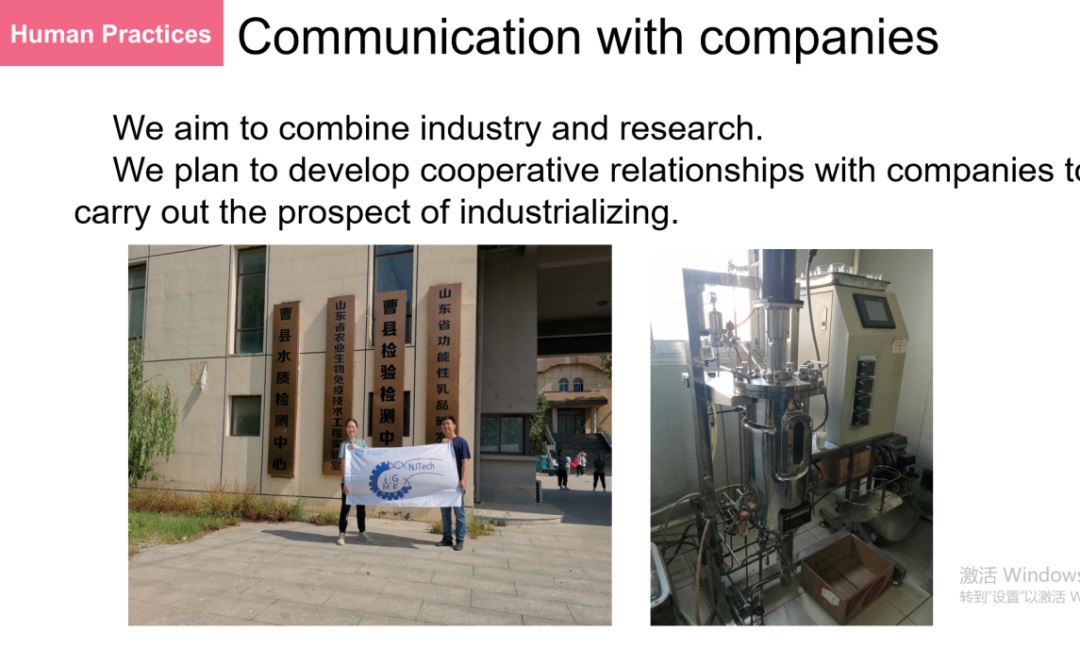 Human Practices
Communication with companies
We aim to combine industry and research.
We plan to develop cooperative relationships with companies to
carry out the prospect of industrializing.
曹县水质检测中心
山东省农业生物免疫技术工程实验室
曹县检验检测中
山东省功能性乳品研发
NJTech
激活 Windows
转到"设置"以激活 W